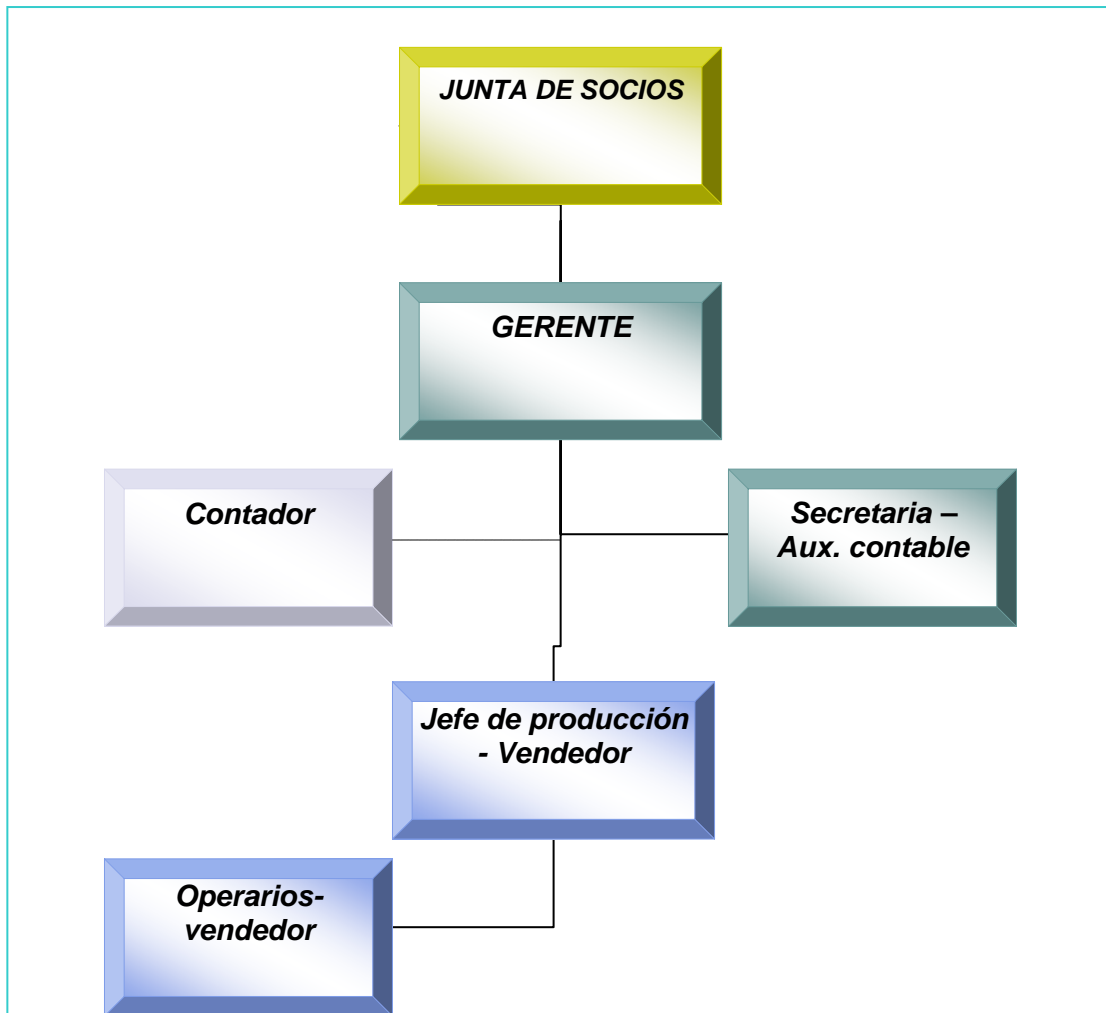 JUNTA DE SOCIOS
GERENTE
Contador
Secretaria –
Aux. contable
Jefe de producción
- Vendedor
Operarios-
vendedor